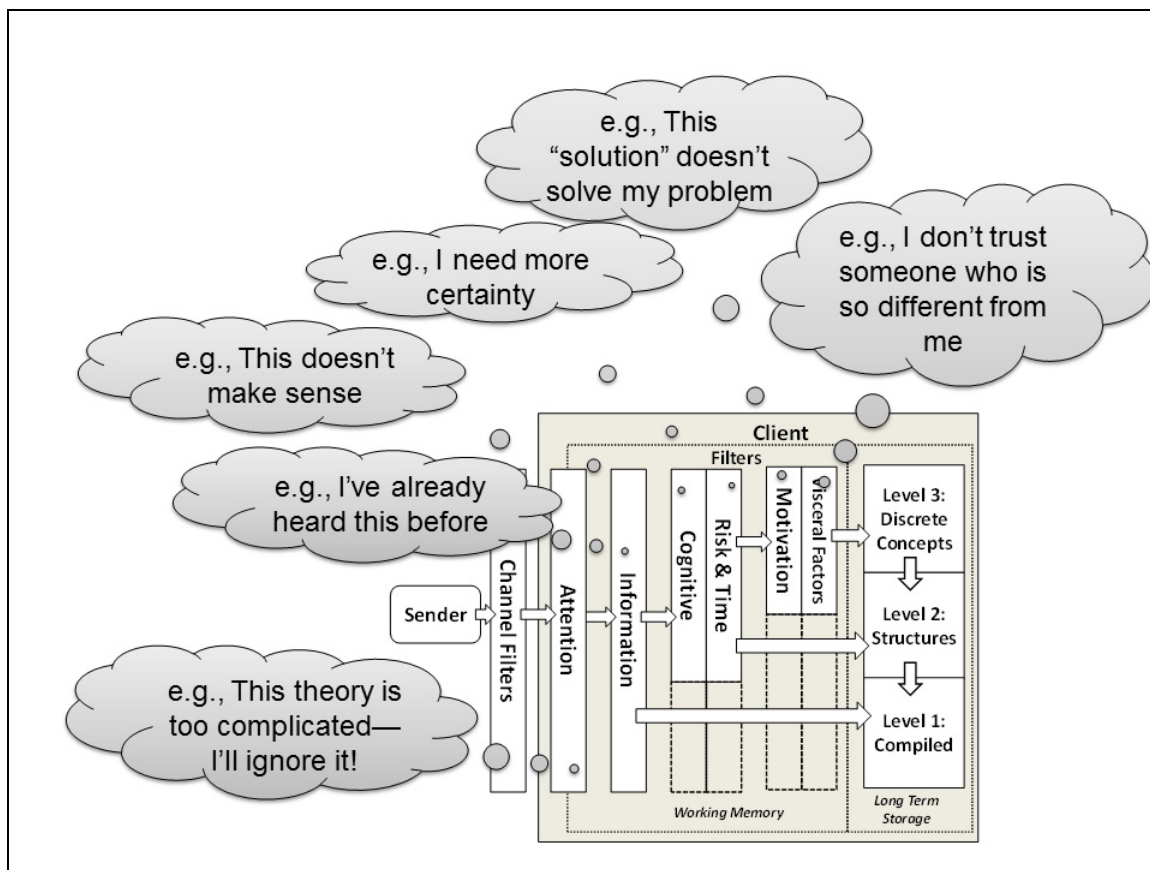 e.g., This
“solution” doesn’t
solve my problem
e.g., I don’t trust
someone who is
so different from
me
e.g., I need more
certainty
e.g., This doesn’t
make sense
e.g., I’ve already
heard this before
e.g., This theory is
too complicated—
I’ll ignore it!
Client
Filters
Sender
Channel Filters
Attention
Information
Cognitive
Risk & Time
Motivation
Visceral Factors
Level 3:
Discrete
Concepts
Level 2:
Structures
Level 1:
Compiled
Working Memory
Long Term
Storage